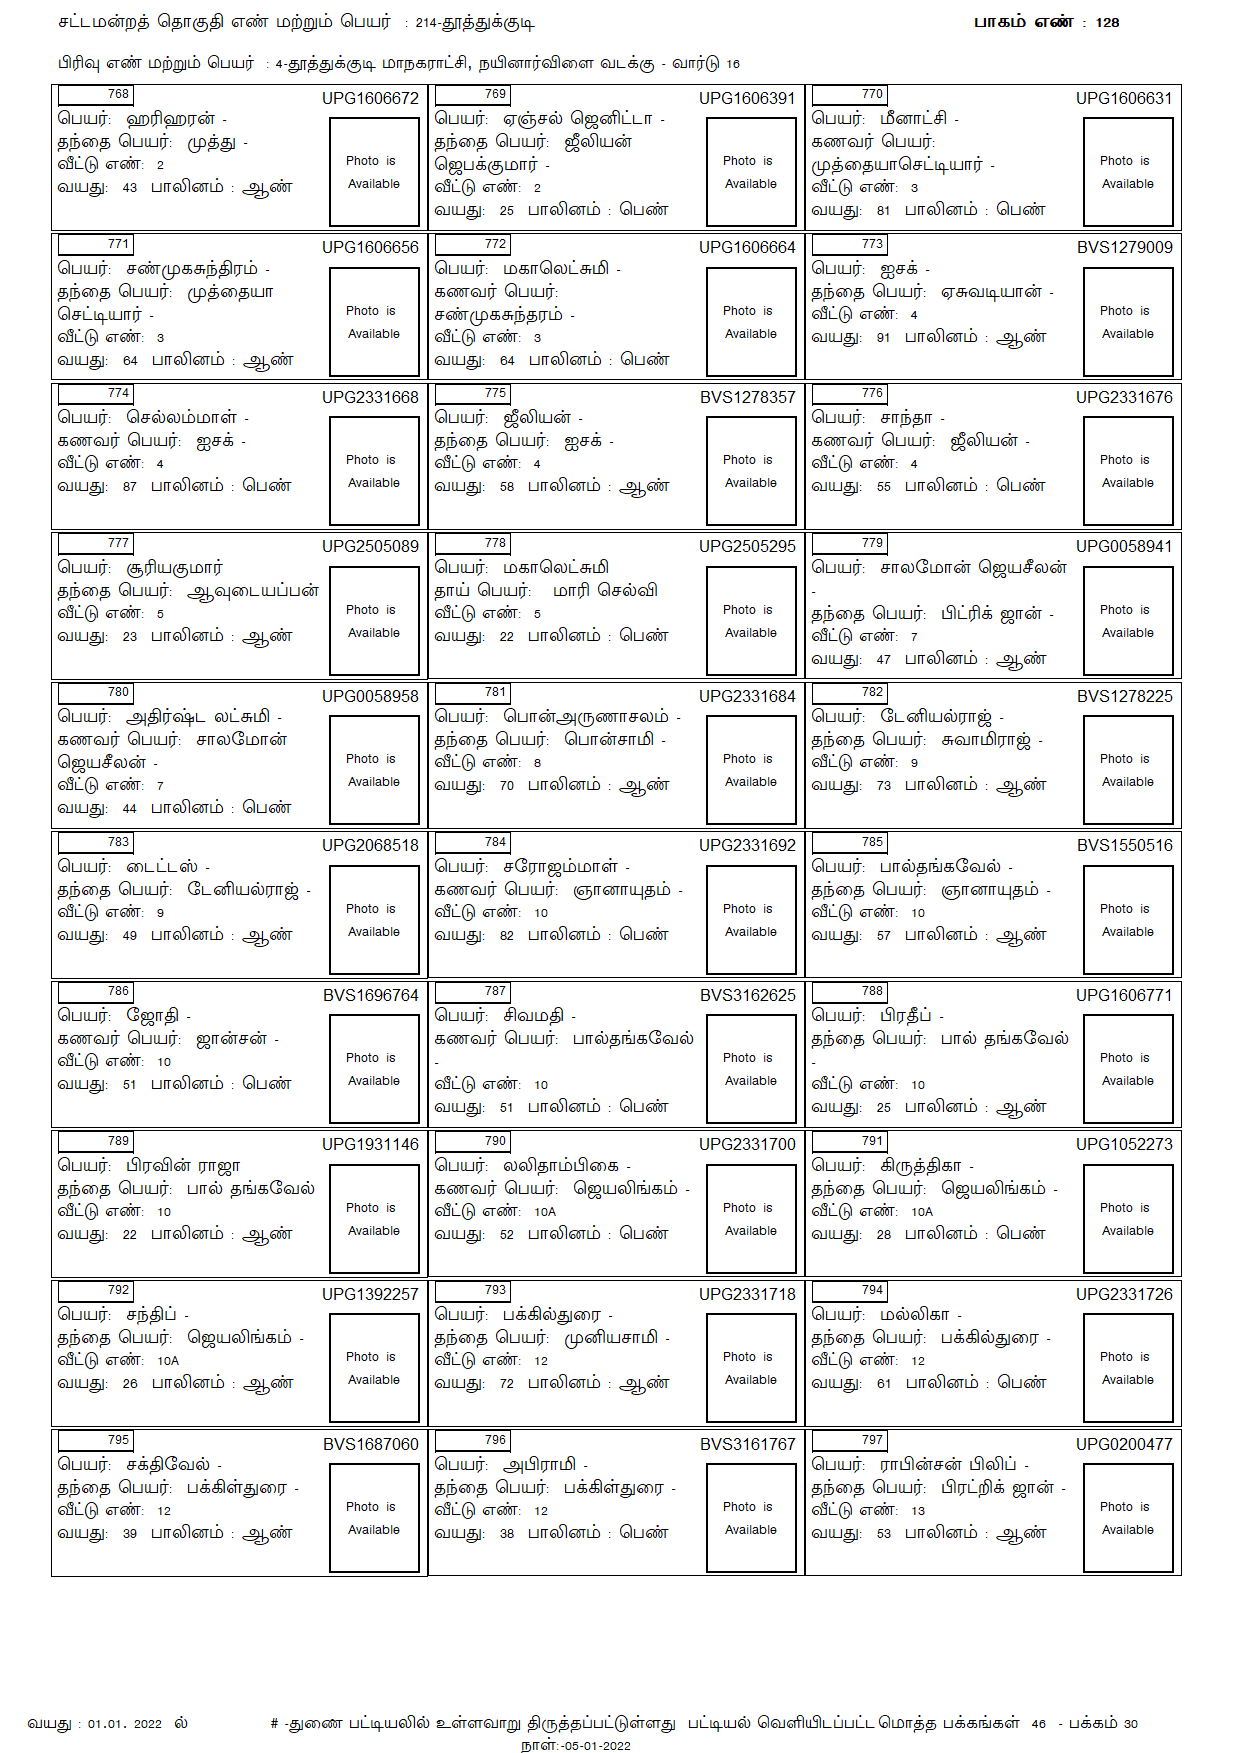 சட்டமன்றத் தொகுதி எண் மற்றும் பெயர் : 214-தூத்துக்குடி பாகம் எண் : 128
பிரிவு எண் மற்றும் பெயர் : 4-தூத்துக்குடி மாநகராட்சி, நயினார்விளை வடக்கு - வார்டு 16
768 UPG1606672
பெயர்: ஹரிஹரன் -
தந்தை பெயர்: முத்து -
வீட்டு எண்: 2
வயது: 43 பாலினம் : ஆண்
Photo is
Available
769 UPG1606391
பெயர்: ஏஞ்சல் ஜெனிட்டா -
தந்தை பெயர்: ஜீலியன்
ஜெபக்குமார் -
வீட்டு எண்: 2
வயது: 25 பாலினம் : பெண்
Photo is
Available
770 UPG1606631
பெயர்: மீனாட்சி -
கணவர் பெயர்:
முத்தையாசெட்டியார் -
வீட்டு எண்: 3
வயது: 81 பாலினம் : பெண்
Photo is
Available
771 UPG1606656
பெயர்: சண்முகசுந்திரம் -
தந்தை பெயர்: முத்தையா
செட்டியார் -
வீட்டு எண்: 3
வயது: 64 பாலினம் : ஆண்
Photo is
Available
772 UPG1606664
பெயர்: மகாலெட்சுமி -
கணவர் பெயர்:
சண்முகசுந்தரம் -
வீட்டு எண்: 3
வயது: 64 பாலினம் : பெண்
Photo is
Available
773 BVS1279009
பெயர்: ஐசக் -
தந்தை பெயர்: ஏசுவடியான் -
வீட்டு எண்: 4
வயது: 91 பாலினம் : ஆண்
Photo is
Available
774 UPG2331668
பெயர்: செல்லம்மாள் -
கணவர் பெயர்: ஐசக் -
வீட்டு எண்: 4
வயது: 87 பாலினம் : பெண்
Photo is
Available
775 BVS1278357
பெயர்: ஜீலியன் -
தந்தை பெயர்: ஐசக் -
வீட்டு எண்: 4
வயது: 58 பாலினம் : ஆண்
Photo is
Available
776 UPG2331676
பெயர்: சாந்தா -
கணவர் பெயர்: ஜீலியன் -
வீட்டு எண்: 4
வயது: 55 பாலினம் : பெண்
Photo is
Available
777 UPG2505089
பெயர்: சூரியகுமார்
தந்தை பெயர்: ஆவுடையப்பன்
வீட்டு எண்: 5
வயது: 23 பாலினம் : ஆண்
Photo is
Available
778 UPG2505295
பெயர்: மகாலெட்சுமி
தாய் பெயர்: மாரி செல்வி
வீட்டு எண்: 5
வயது: 22 பாலினம் : பெண்
Photo is
Available
779 UPG0058941
பெயர்: சாலமோன் ஜெயசீலன்
-
தந்தை பெயர்: பிட்ரிக் ஜான் -
வீட்டு எண்: 7
வயது: 47 பாலினம் : ஆண்
Photo is
Available
780 UPG0058958
பெயர்: அதிர்ஷ்ட லட்சுமி -
கணவர் பெயர்: சாலமோன்
ஜெயசீலன் -
வீட்டு எண்: 7
வயது: 44 பாலினம் : பெண்
Photo is
Available
781 UPG2331684
பெயர்: பொன்அருணாசலம் -
தந்தை பெயர்: பொன்சாமி -
வீட்டு எண்: 8
வயது: 70 பாலினம் : ஆண்
Photo is
Available
782 BVS1278225
பெயர்: டேனியல்ராஜ் -
தந்தை பெயர்: சுவாமிராஜ் -
வீட்டு எண்: 9
வயது: 73 பாலினம் : ஆண்
Photo is
Available
783 UPG2068518
பெயர்: டைட்டஸ் -
தந்தை பெயர்: டேனியல்ராஜ் -
வீட்டு எண்: 9
வயது: 49 பாலினம் : ஆண்
Photo is
Available
784 UPG2331692
பெயர்: சரோஜம்மாள் -
கணவர் பெயர்: ஞானாயுதம் -
வீட்டு எண்: 10
வயது: 82 பாலினம் : பெண்
Photo is
Available
785 BVS1550516
பெயர்: பால்தங்கவேல் -
தந்தை பெயர்: ஞானாயுதம் -
வீட்டு எண்: 10
வயது: 57 பாலினம் : ஆண்
Photo is
Available
786 BVS1696764
பெயர்: ஜோதி -
கணவர் பெயர்: ஜான்சன் -
வீட்டு எண்: 10
வயது: 51 பாலினம் : பெண்
Photo is
Available
787 BVS3162625
பெயர்: சிவமதி -
கணவர் பெயர்: பால்தங்கவேல்
-
வீட்டு எண்: 10
வயது: 51 பாலினம் : பெண்
Photo is
Available
788 UPG1606771
பெயர்: பிரதீப் -
தந்தை பெயர்: பால் தங்கவேல்
-
வீட்டு எண்: 10
வயது: 25 பாலினம் : ஆண்
Photo is
Available
789 UPG1931146
பெயர்: பிரவின் ராஜா
தந்தை பெயர்: பால் தங்கவேல்
வீட்டு எண்: 10
வயது: 22 பாலினம் : ஆண்
Photo is
Available
790 UPG2331700
பெயர்: லலிதாம்பிகை -
கணவர் பெயர்: ஜெயலிங்கம் -
வீட்டு எண்: 10A
வயது: 52 பாலினம் : பெண்
Photo is
Available
791 UPG1052273
பெயர்: கிருத்திகா -
தந்தை பெயர்: ஜெயலிங்கம் -
வீட்டு எண்: 10A
வயது: 28 பாலினம் : பெண்
Photo is
Available
792 UPG1392257
பெயர்: சந்திப் -
தந்தை பெயர்: ஜெயலிங்கம் -
வீட்டு எண்: 10A
வயது: 26 பாலினம் : ஆண்
Photo is
Available
793 UPG2331718
பெயர்: பக்கில்துரை -
தந்தை பெயர்: முனியசாமி -
வீட்டு எண்: 12
வயது: 72 பாலினம் : ஆண்
Photo is
Available
794 UPG2331726
பெயர்: மல்லிகா -
தந்தை பெயர்: பக்கில்துரை -
வீட்டு எண்: 12
வயது: 61 பாலினம் : பெண்
Photo is
Available
795 BVS1687060
பெயர்: சக்திவேல் -
தந்தை பெயர்: பக்கிள்துரை -
வீட்டு எண்: 12
வயது: 39 பாலினம் : ஆண்
Photo is
Available
796 BVS3161767
பெயர்: அபிராமி -
தந்தை பெயர்: பக்கிள்துரை -
வீட்டு எண்: 12
வயது: 38 பாலினம் : பெண்
Photo is
Available
797 UPG0200477
பெயர்: ராபின்சன் பிலிப் -
தந்தை பெயர்: பிரட்றிக் ஜான் -
வீட்டு எண்: 13
வயது: 53 பாலினம் : ஆண்
Photo is
Available
வயது : 01.01. 2022 ல் # -துணை பட்டியலில் உள்ளவாறு திருத்தப்பட்டுள்ளது பட்டியல் வெளியிடப்பட்ட மொத்த பக்கங்கள் 46 - பக்கம் 30
நாள்:-05-01-2022